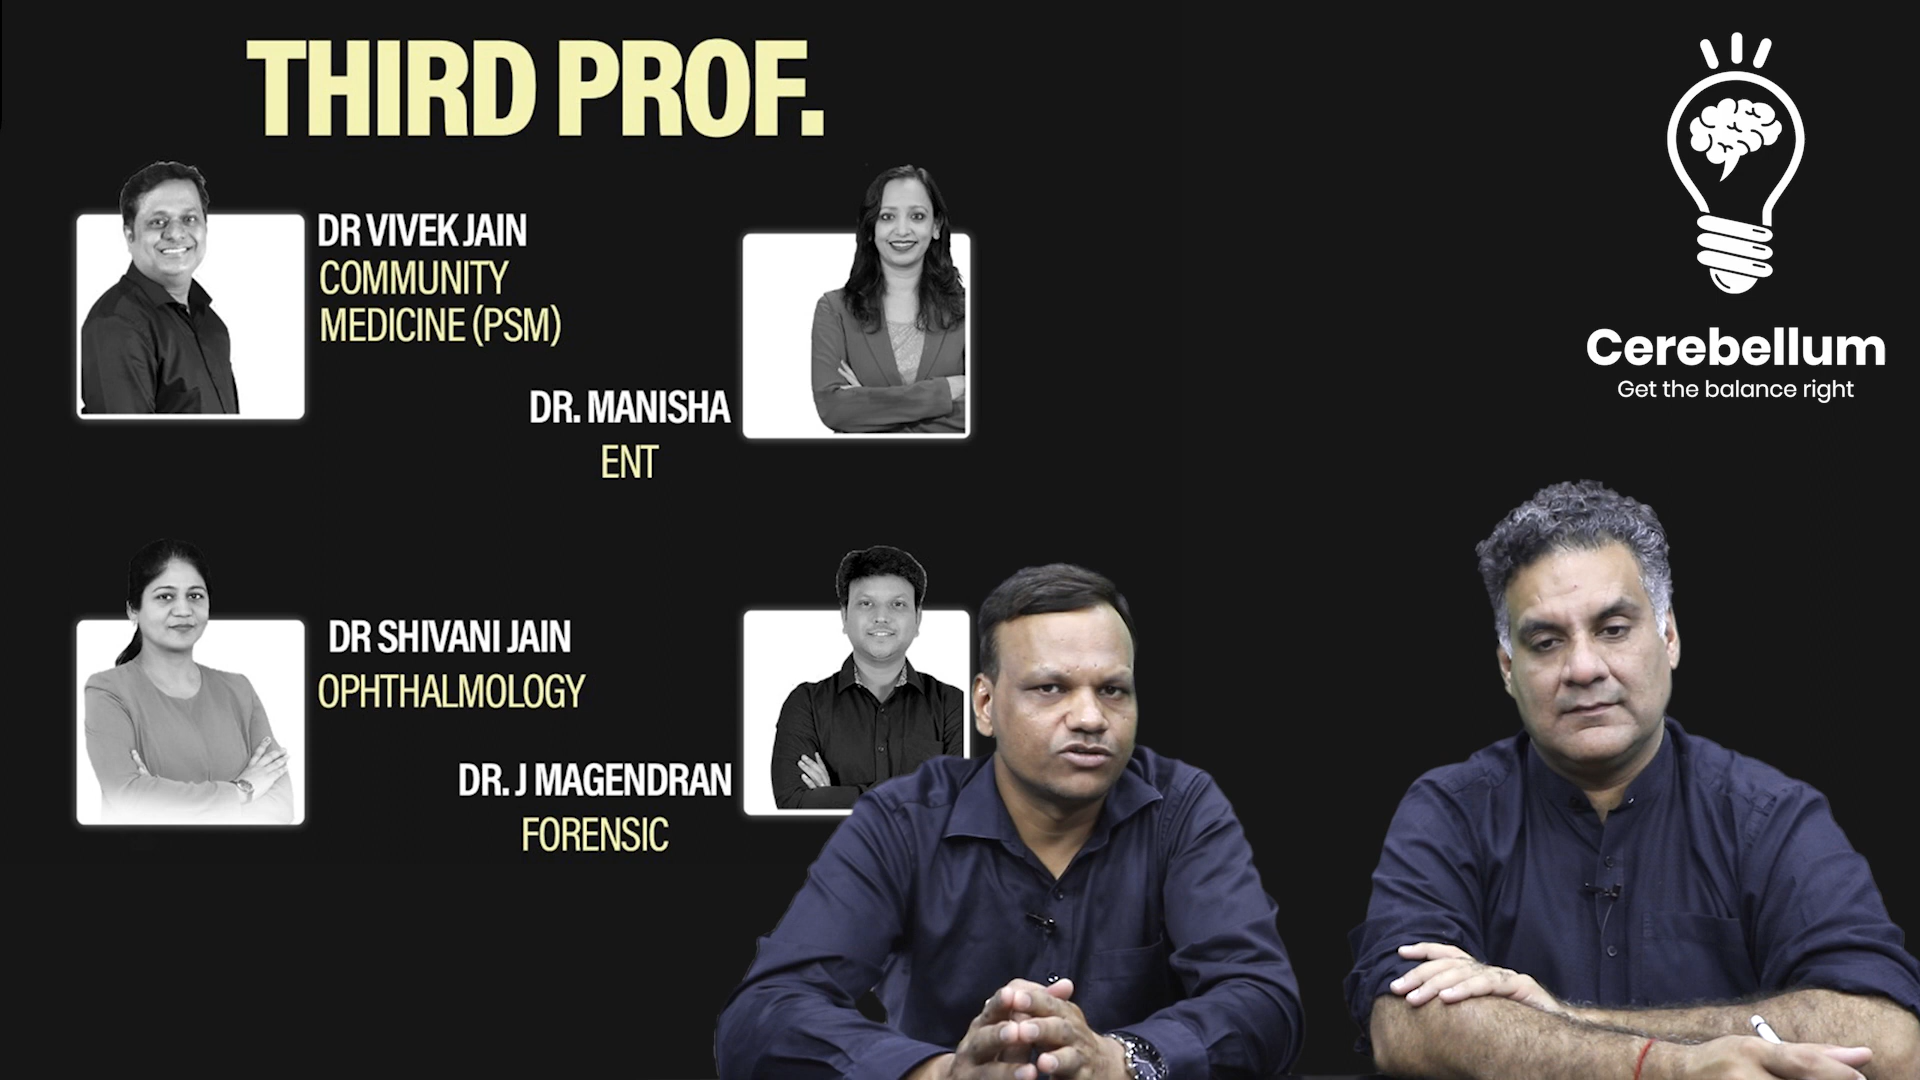 THIRD PROF.
DR VIVEK JAIN
COMMUNITY
MEDICINE (PSM)
DR. MANISHA
ENT
DR SHIVANI JAIN
OPHTHALMOLOGY
DR. J MAGENDRAN
FORENSIC
Cerebellum
Get the balance right